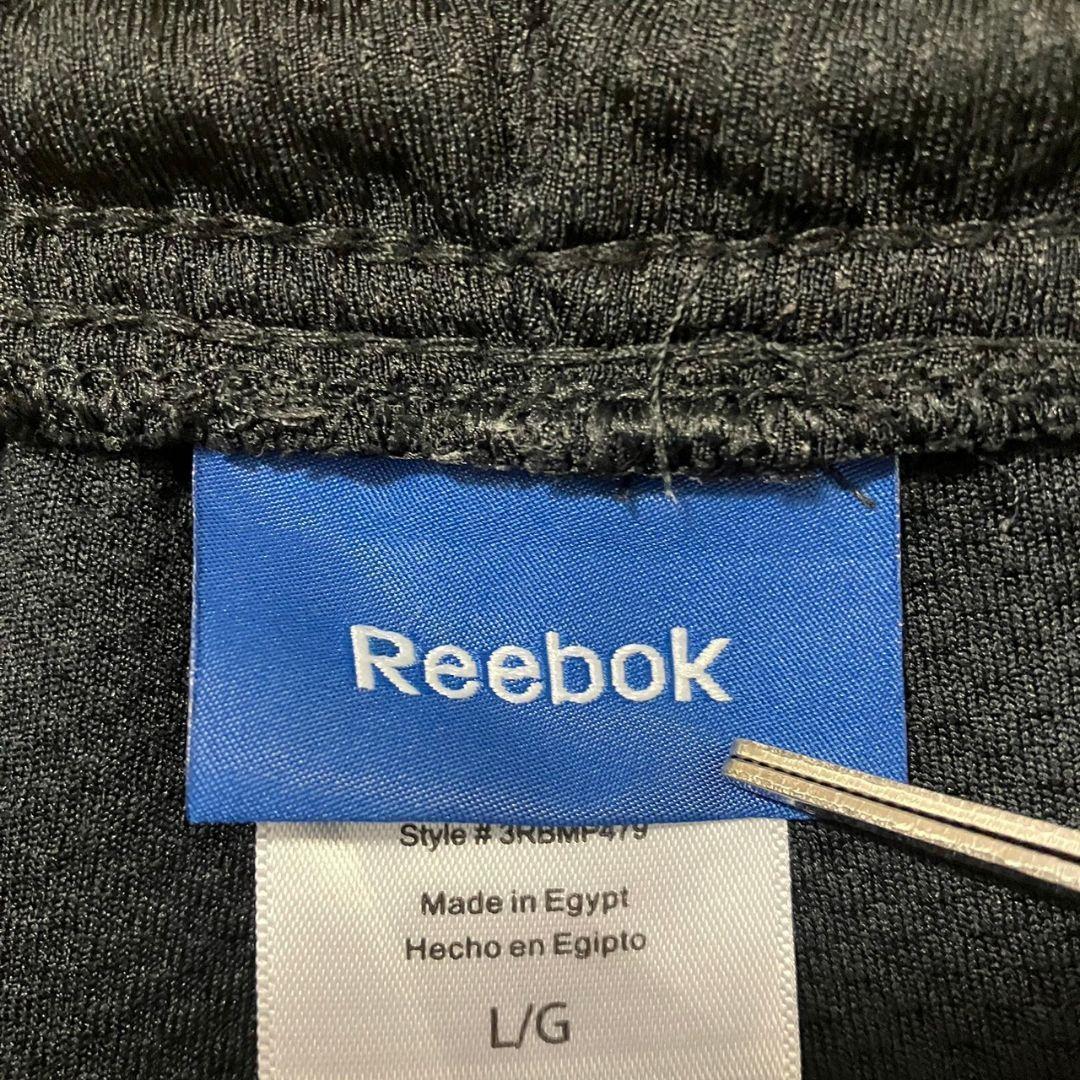 Reebok
Style # 3RBMP479
Made in Egypt
Hecho en Egipto
L/G